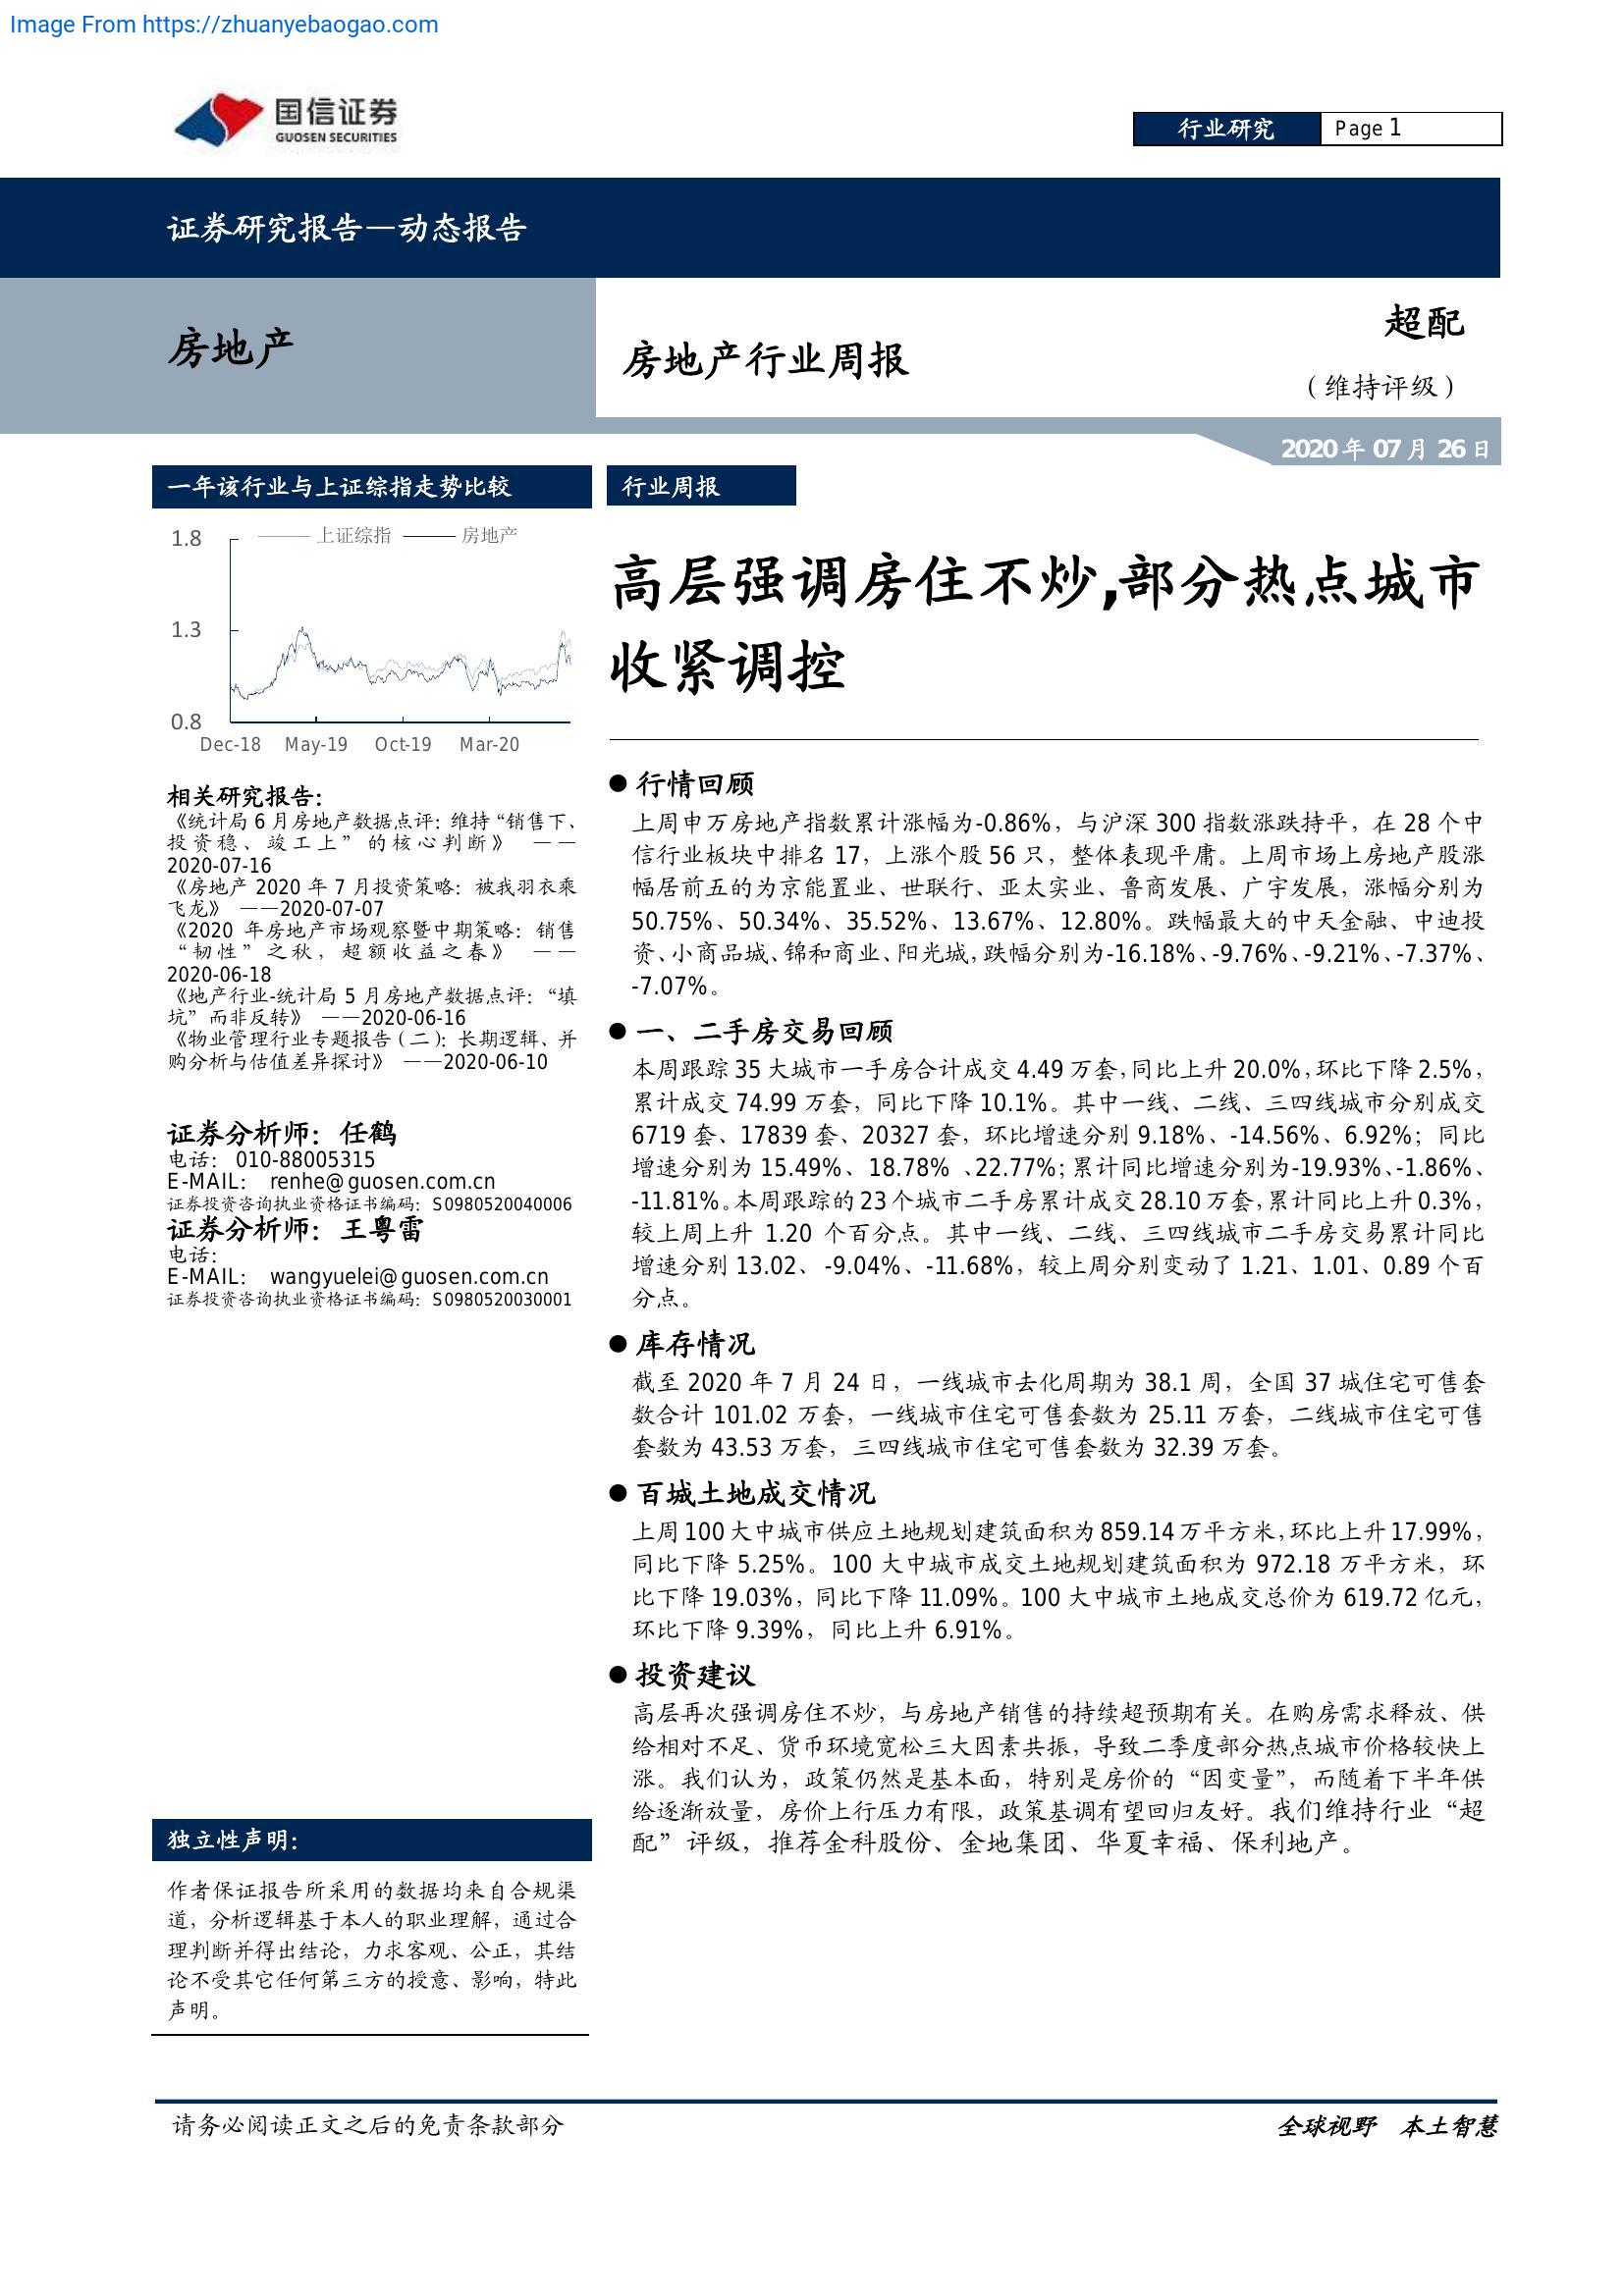 Image From https://zhuanyebaogao.com
国信证券
GUOSEN SECURITIES
行业研究
Page 1
证券研究报告—动态报告
房地产
房地产行业周报
超配
（维持评级）
2020 年 07 月 26 日
一年该行业与上证综指走势比较
上证综指 房地产
1.8
1.3
0.8
Dec-18 May-19 Oct-19 Mar-20
相关研究报告：
《统计局 6 月房地产数据点评：维持“销售下、
投资稳、竣工上”的核心判断》 ——
2020-07-16
《房地产 2020 年 7 月投资策略：被我羽衣乘
飞龙》 ——2020-07-07
《2020 年房地产市场观察暨中期策略：销售
“韧性”之秋，超额收益之春》 ——
2020-06-18
《地产行业-统计局 5 月房地产数据点评：“填
坑”而非反转》 ——2020-06-16
《物业管理行业专题报告（二）：长期逻辑、并
购分析与估值差异探讨》 ——2020-06-10
证券分析师：任鹤
电话： 010-88005315
E-MAIL： renhe@guosen.com.cn
证券投资咨询执业资格证书编码：S0980520040006
证券分析师：王粤雷
电话：
E-MAIL： wangyuelei@guosen.com.cn
证券投资咨询执业资格证书编码：S0980520030001
独立性声明：
作者保证报告所采用的数据均来自合规渠
道，分析逻辑基于本人的职业理解，通过合
理判断并得出结论，力求客观、公正，其结
论不受其它任何第三方的授意、影响，特此
声明。
行业周报
高层强调房住不炒,部分热点城市
收紧调控
● 行情回顾
上周申万房地产指数累计涨幅为-0.86%，与沪深 300 指数涨跌持平，在 28 个中
信行业板块中排名 17，上涨个股 56 只，整体表现平庸。上周市场上房地产股涨
幅居前五的为京能置业、世联行、亚太实业、鲁商发展、广宇发展，涨幅分别为
50.75%、50.34%、35.52%、13.67%、12.80%。跌幅最大的中天金融、中迪投
资、小商品城、锦和商业、阳光城，跌幅分别为-16.18%、-9.76%、-9.21%、-7.37%、
-7.07%。
● 一、二手房交易回顾
本周跟踪 35 大城市一手房合计成交 4.49 万套，同比上升 20.0%，环比下降 2.5%，
累计成交 74.99 万套，同比下降 10.1%。其中一线、二线、三四线城市分别成交
6719 套、17839 套、20327 套，环比增速分别 9.18%、-14.56%、6.92%；同比
增速分别为 15.49%、18.78% 、22.77%；累计同比增速分别为-19.93%、-1.86%、
-11.81%。本周跟踪的 23 个城市二手房累计成交 28.10 万套，累计同比上升 0.3%，
较上周上升 1.20 个百分点。其中一线、二线、三四线城市二手房交易累计同比
增速分别 13.02、 -9.04%、-11.68%，较上周分别变动了 1.21、1.01、0.89 个百
分点。
● 库存情况
截至 2020 年 7 月 24 日，一线城市去化周期为 38.1 周，全国 37 城住宅可售套
数合计 101.02 万套，一线城市住宅可售套数为 25.11 万套，二线城市住宅可售
套数为 43.53 万套，三四线城市住宅可售套数为 32.39 万套。
● 百城土地成交情况
上周 100 大中城市供应土地规划建筑面积为 859.14 万平方米，环比上升 17.99%，
同比下降 5.25%。100 大中城市成交土地规划建筑面积为 972.18 万平方米，环
比下降 19.03%，同比下降 11.09%。100 大中城市土地成交总价为 619.72 亿元，
环比下降 9.39%，同比上升 6.91%。
● 投资建议
高层再次强调房住不炒，与房地产销售的持续超预期有关。在购房需求释放、供
给相对不足、货币环境宽松三大因素共振，导致二季度部分热点城市价格较快上
涨。我们认为，政策仍然是基本面，特别是房价的“因变量”，而随着下半年供
给逐渐放量，房价上行压力有限，政策基调有望回归友好。我们维持行业“超
配”评级，推荐金科股份、金地集团、华夏幸福、保利地产。
请务必阅读正文之后的免责条款部分
全球视野 本土智慧